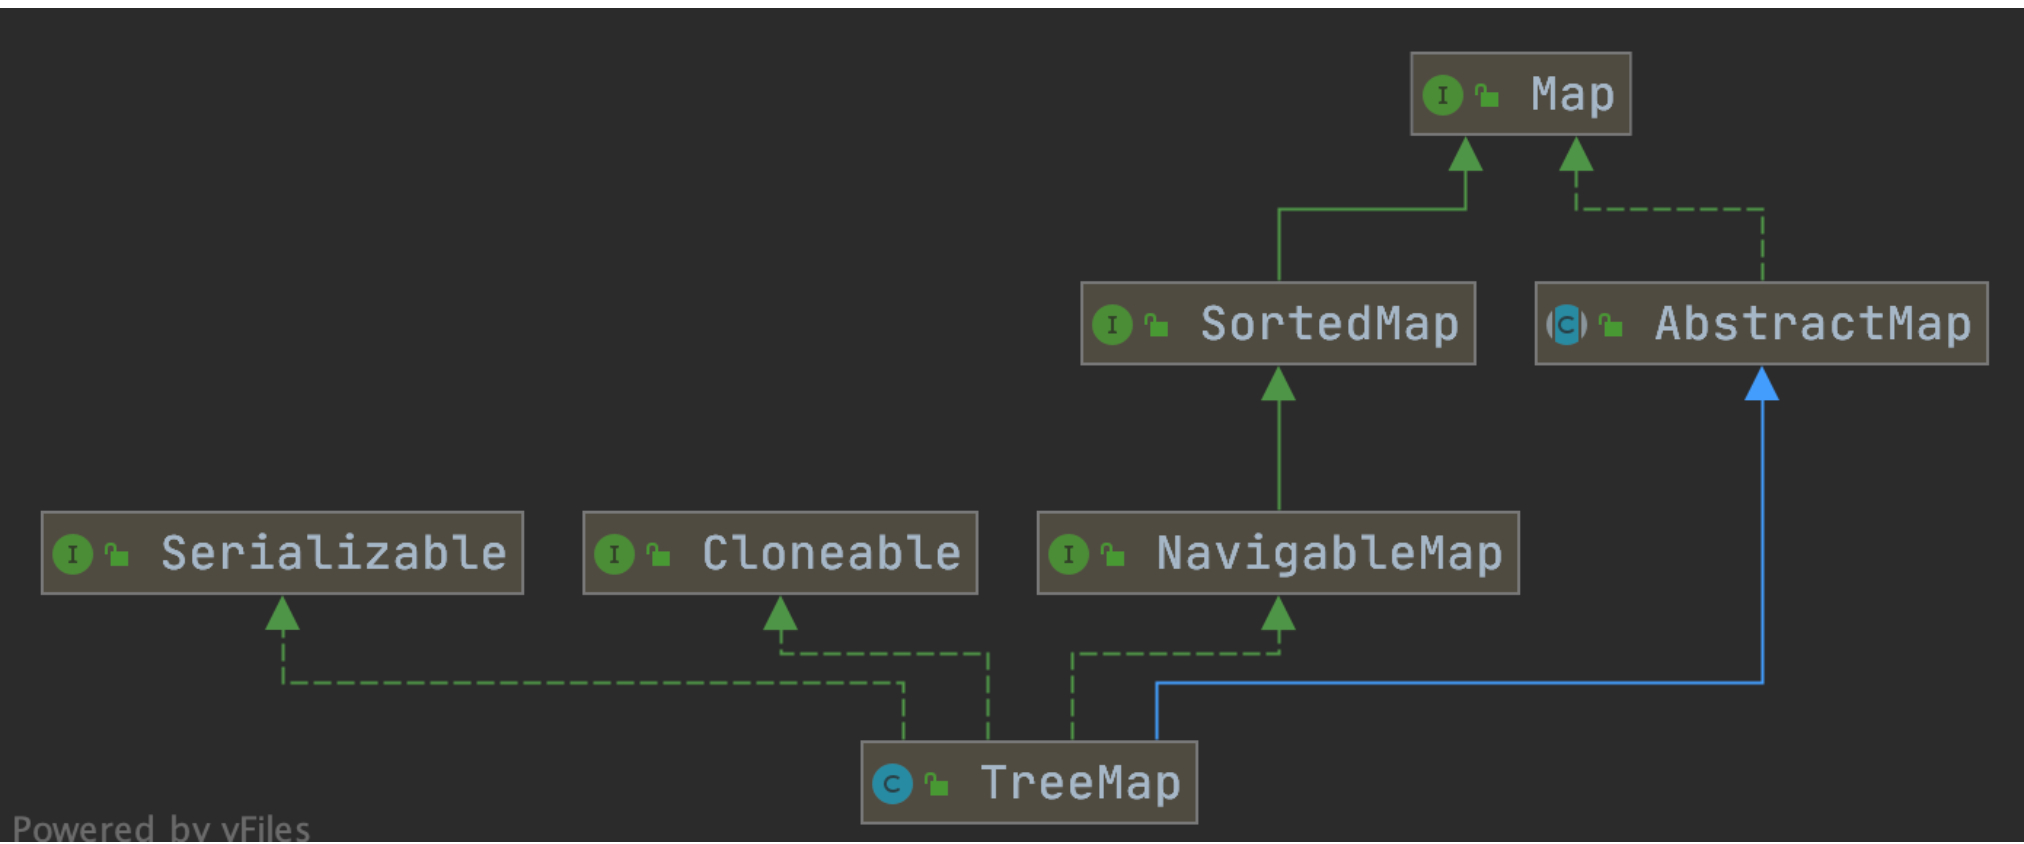 Map
SortedMap
AbstractMap
Serializable
Cloneable
NavigableMap
TreeMap
Powered by yFiles